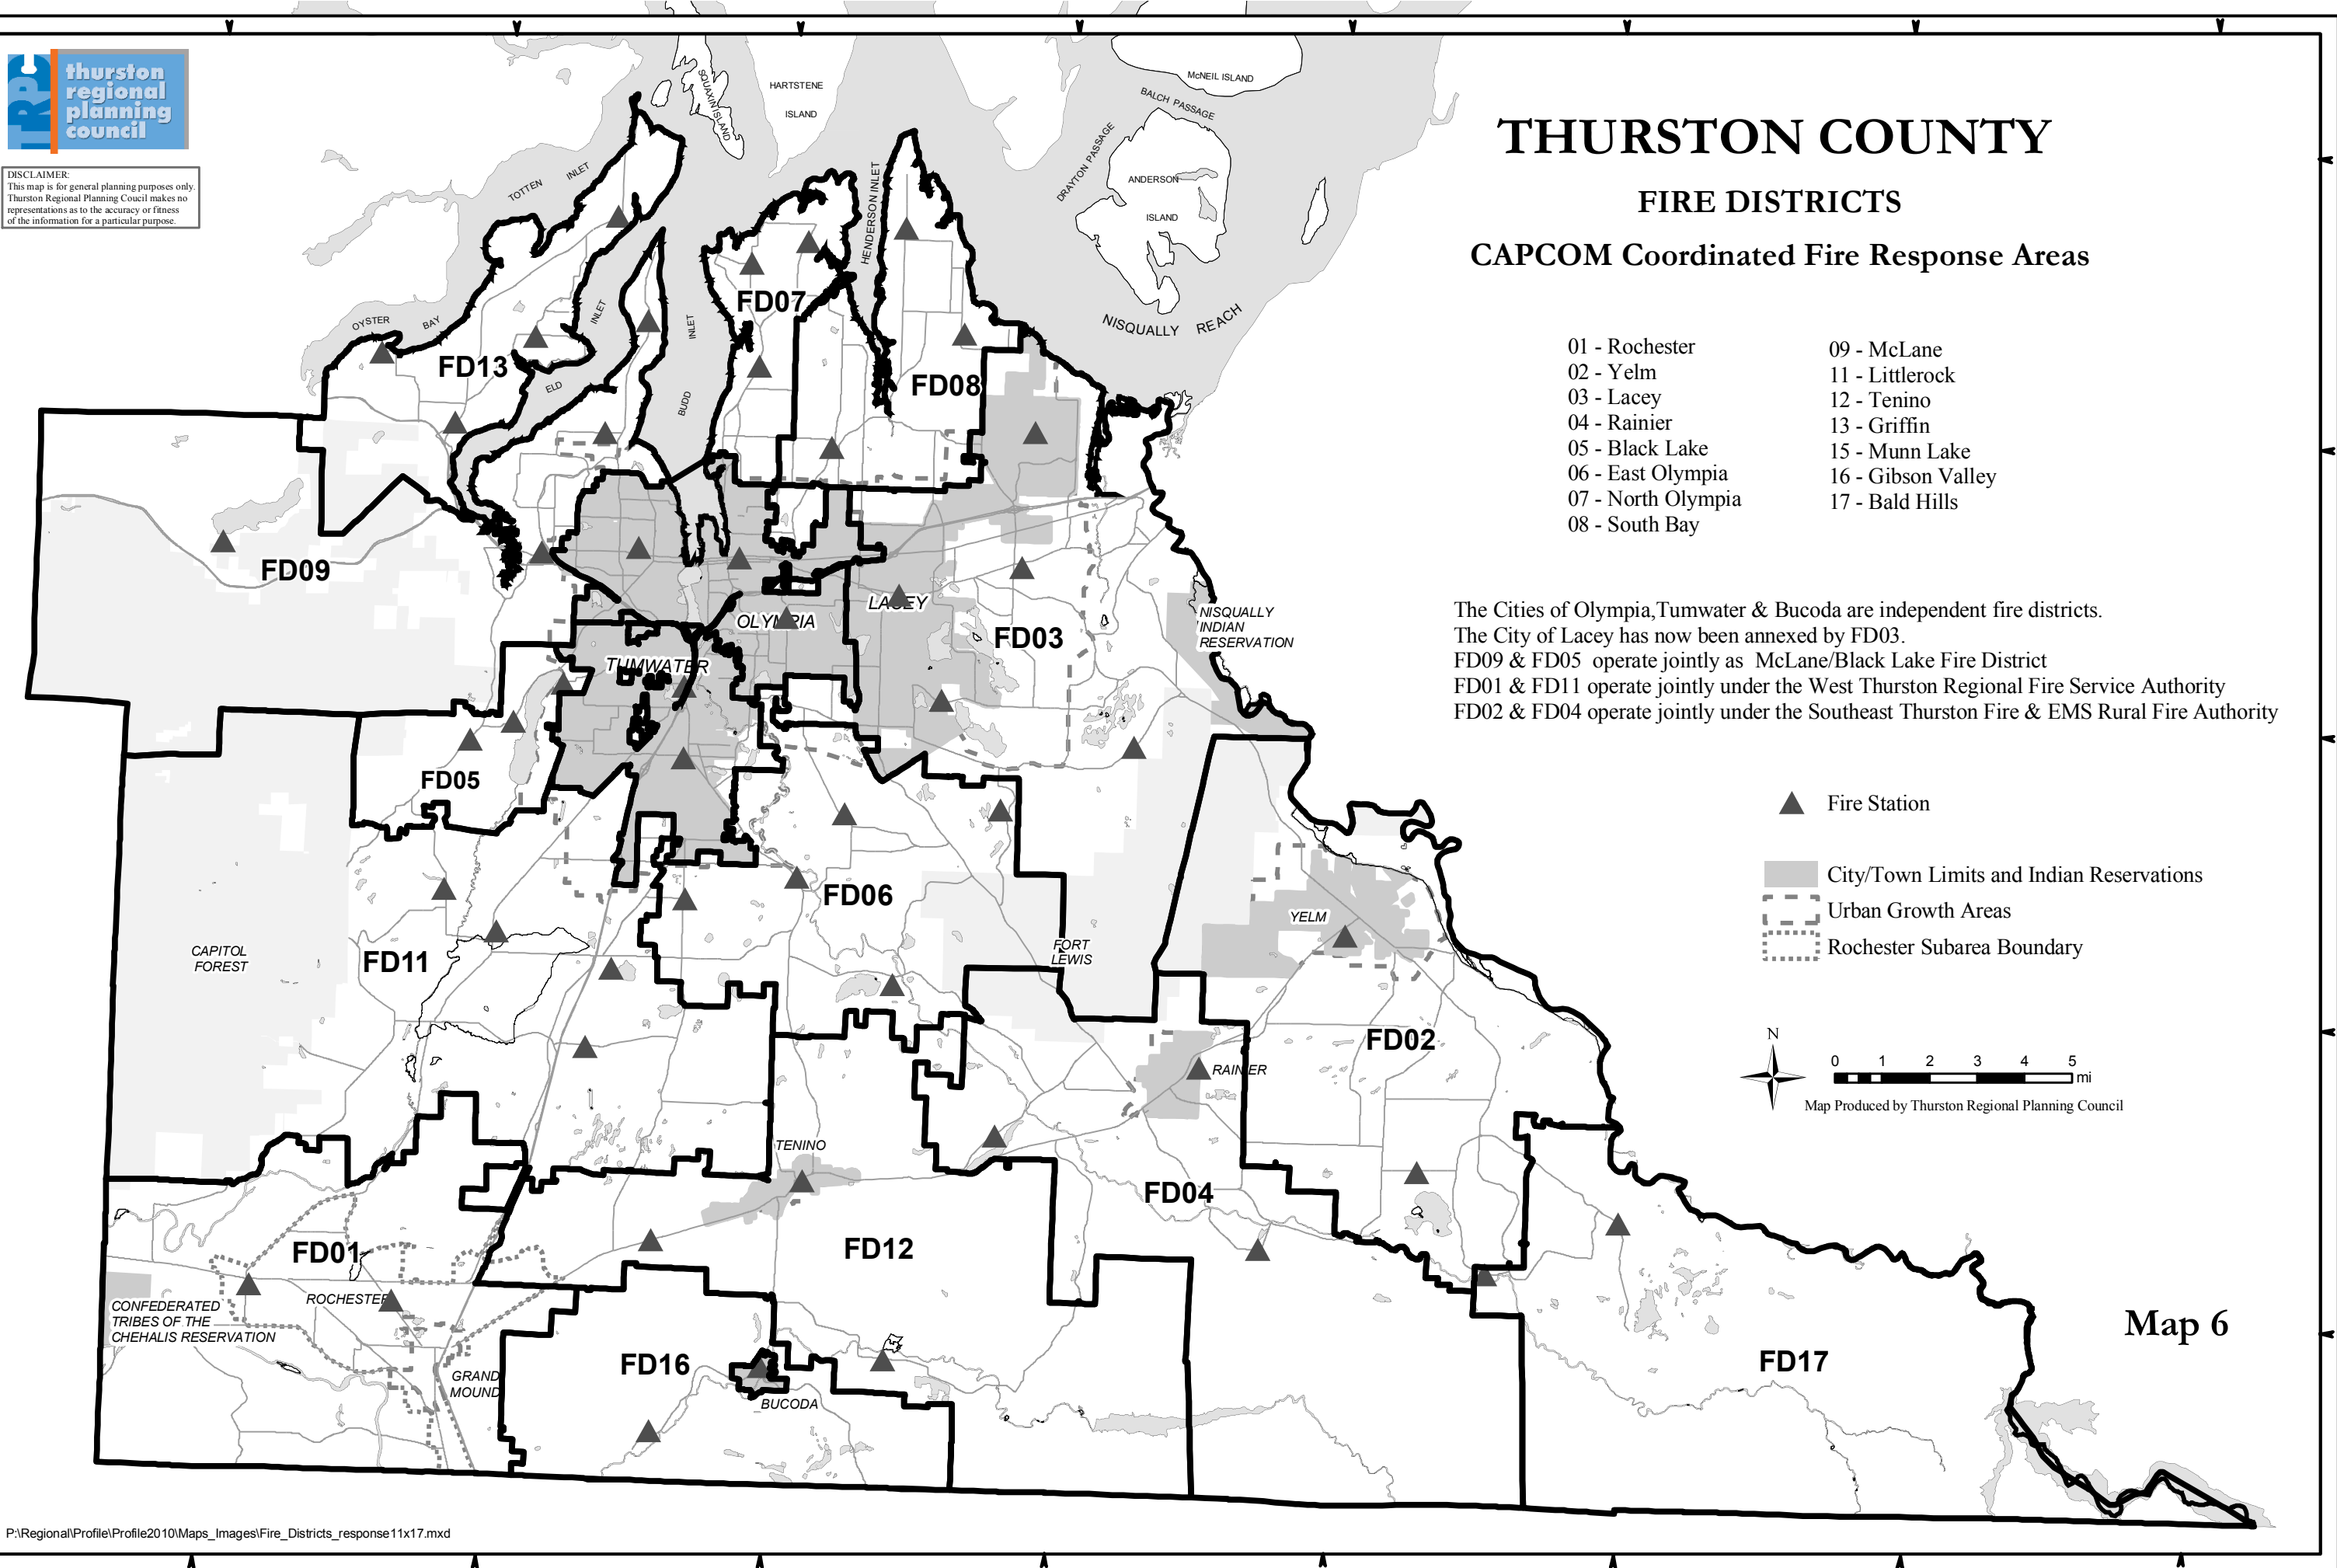 TRPC
thurston
regional
planning
council
DISCLAIMER:
This map is for general planning purposes only.
Thurston Regional Planning Coucil makes no
representations as to the accuracy or fitness
of the information for a particular purpose.
THURSTON COUNTY
FIRE DISTRICTS
CAPCOM Coordinated Fire Response Areas
01 - Rochester
02 - Yelm
03 - Lacey
04 - Rainier
05 - Black Lake
06 - East Olympia
07 - North Olympia
08 - South Bay
09 - McLane
11 - Littlerock
12 - Tenino
13 - Griffin
15 - Munn Lake
16 - Gibson Valley
17 - Bald Hills
The Cities of Olympia,Tumwater & Bucoda are independent fire districts.
The City of Lacey has now been annexed by FD03.
FD09 & FD05 operate jointly as McLane/Black Lake Fire District
FD01 & FD11 operate jointly under the West Thurston Regional Fire Service Authority
FD02 & FD04 operate jointly under the Southeast Thurston Fire & EMS Rural Fire Authority
Fire Station
City/Town Limits and Indian Reservations
Urban Growth Areas
Rochester Subarea Boundary
N
0 1 2 3 4 5
mi
Map Produced by Thurston Regional Planning Council
Map 6
SQUAXIN ISLAND
HARTSTENE
ISLAND
McNEIL ISLAND
BALCH PASSAGE
DRAYTON PASSAGE
ANDERSON
ISLAND
NISQUALLY REACH
TOTTEN INLET
HENDERSON INLET
OYSTER BAY
ELD INLET
BUDD INLET
FD07
FD13
FD08
FD09
LACEY
OLYMPIA
NISQUALLY
INDIAN
RESERVATION
FD03
TUMWATER
FD05
FD06
YELM
CAPITOL
FOREST
FD11
FORT
LEWIS
FD02
RAINIER
TENINO
FD04
FD01
FD12
ROCHESTER
CONFEDERATED
TRIBES OF THE
CHEHALIS RESERVATION
GRAND
MOUND
FD16
BUCODA
FD17
P:\Regional\Profile\Profile2010\Maps_Images\Fire_Districts_response11x17.mxd